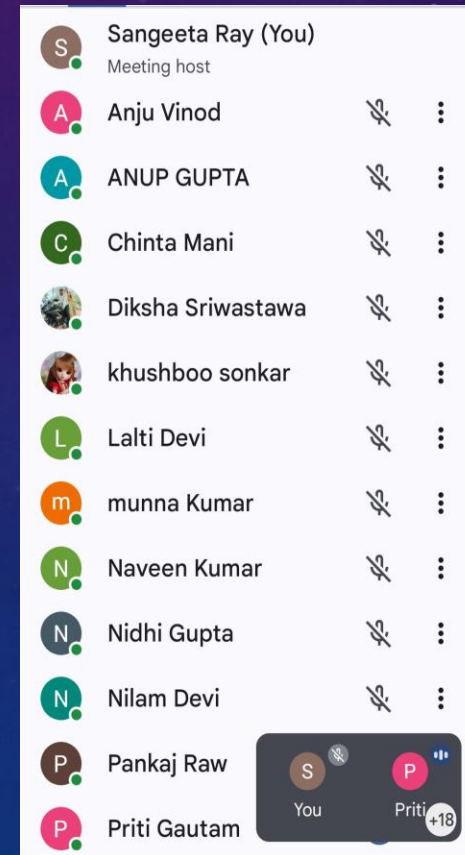 S
Sangeeta Ray (You)
Meeting host
A
Anju Vinod
A
ANUP GUPTA
C
Chinta Mani
Diksha Sriwastawa
khushboo sonkar
L
Lalti Devi
m
munna Kumar
N
Naveen Kumar
N
Nidhi Gupta
N
Nilam Devi
P
Pankaj Raw
P
Priti Gautam
S
P
You
Priti
+18